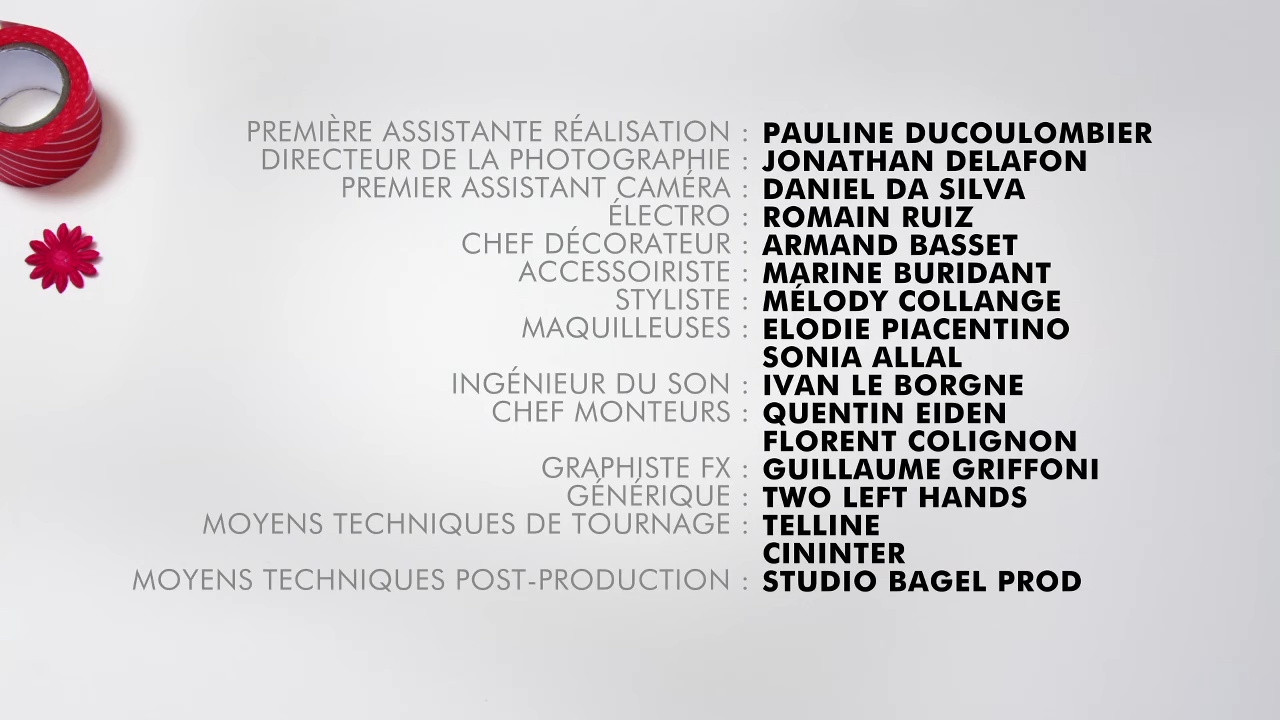 PREMIÈRE ASSISTANTE RÉALISATION : PAULINE DUCOULOMBIER
DIRECTEUR DE LA PHOTOGRAPHIE : JONATHAN DELAFON
PREMIER ASSISTANT CAMÉRA : DANIEL DA SILVA
ÉLECTRO : ROMAIN RUIZ
CHEF DÉCORATEUR : ARMAND BASSET
ACCESSOIRISTE : MARINE BURIDANT
STYLISTE : MÉLODY COLLANGE
MAQUILLEUSES : ELODIE PIACENTINO
SONIA ALLAL
INGÉNIEUR DU SON : IVAN LE BORGNE
CHEF MONTEURS : QUENTIN EIDEN
FLORENT COLIGNON
GRAPHISTE FX : GUILLAUME GRIFFONI
GÉNÉRIQUE : TWO LEFT HANDS
MOYENS TECHNIQUES DE TOURNAGE : TELLINE
CININTER
MOYENS TECHNIQUES POST-PRODUCTION : STUDIO BAGEL PROD